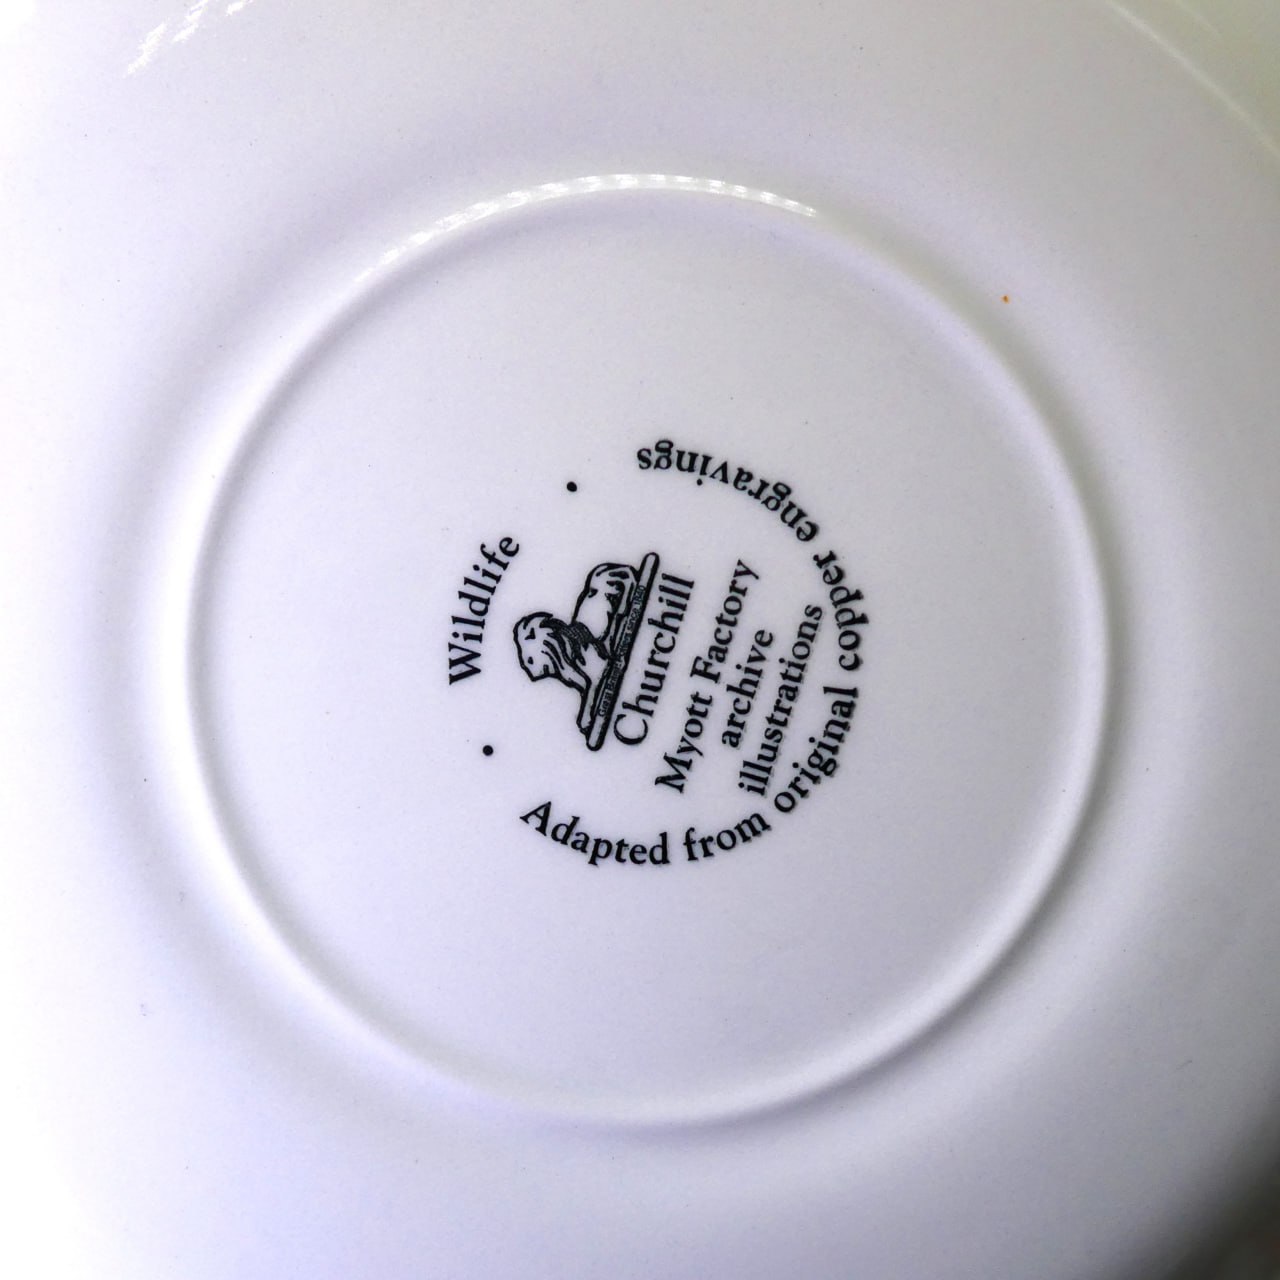 Wildlife
Churchill
Myott Factory
archive
illustrations
Adapted from original copper engravings